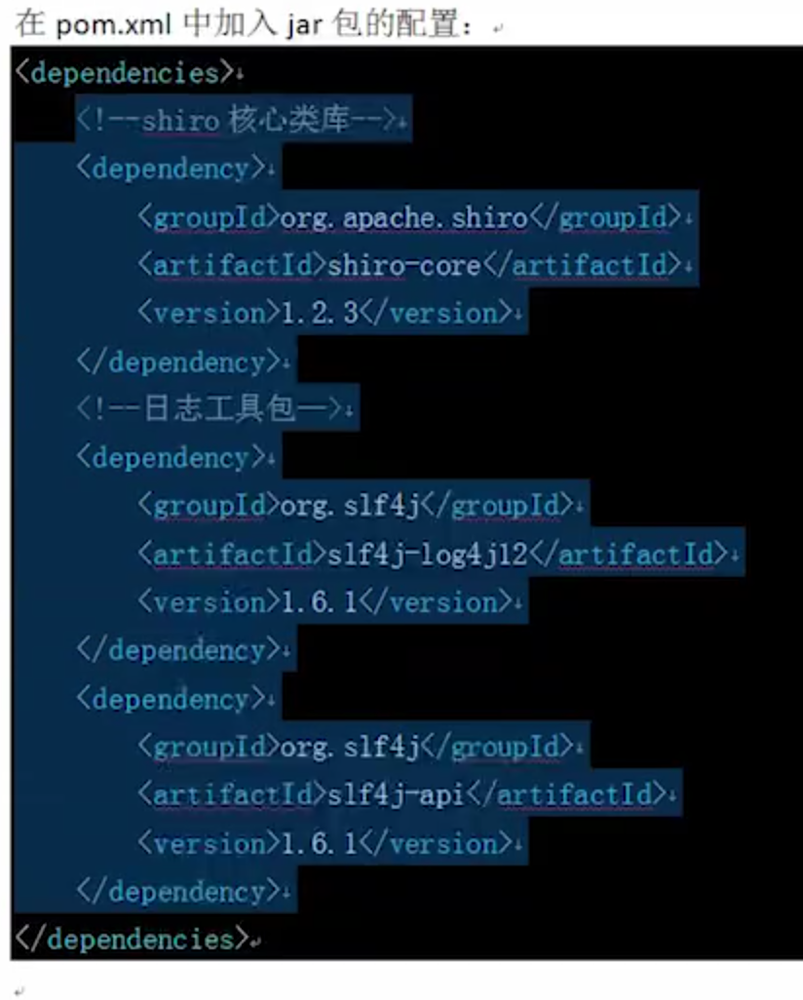 在 pom.xml 中加入 jar 包的配置：
<dependencies>
<!--shiro 核心类库-->
<dependency>
<groupId>org.apache.shiro</groupId>
<artifactId>shiro-core</artifactId>
<version>1.2.3</version>
</dependency>
<!--日志工具包—>
<dependency>
<groupId>org.slf4j</groupId>
<artifactId>slf4j-log4j12</artifactId>
<version>1.6.1</version>
</dependency>
<dependency>
<groupId>org.slf4j</groupId>
<artifactId>slf4j-api</artifactId>
<version>1.6.1</version>
</dependency>
</dependencies>